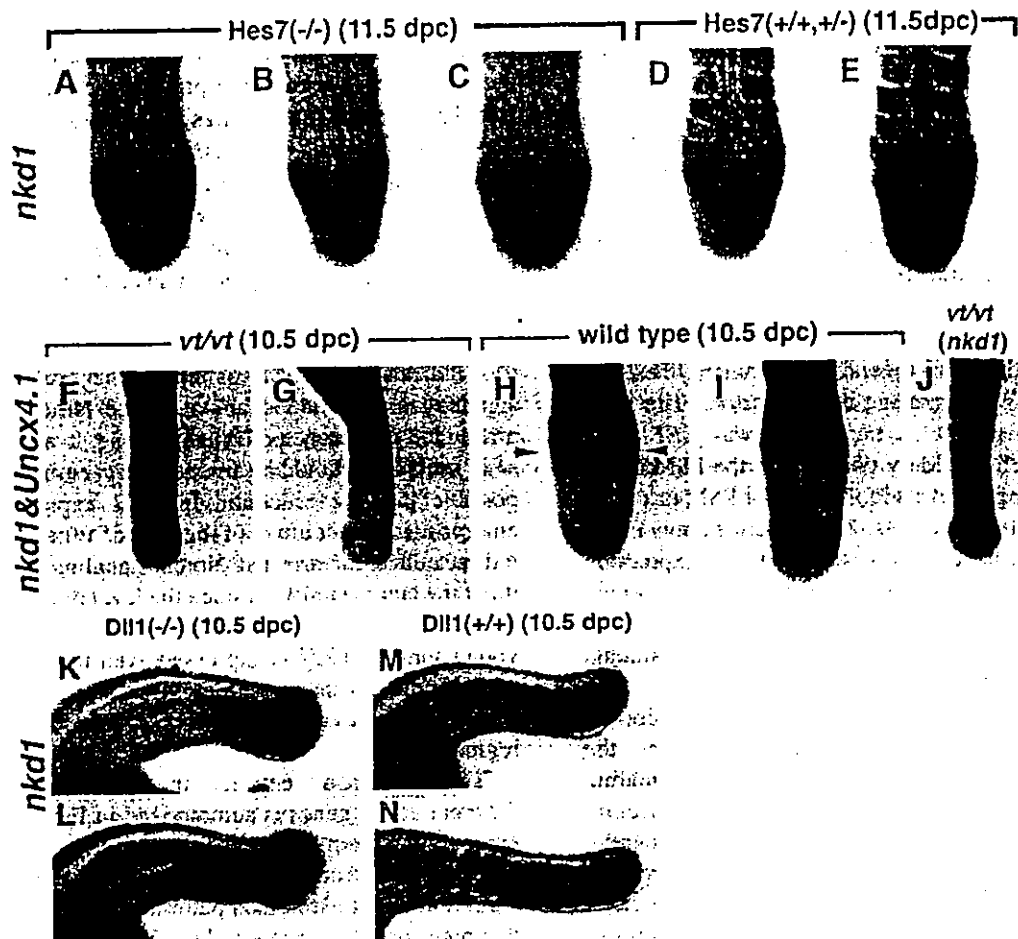 Hes7(-/-) (11.5 dpc)
Hes7(+/+,+/-) (11.5dpc)
A
B
C
D
E
nkd1
vt/vt (10.5 dpc)
wild type (10.5 dpc)
vt/vt
(nkd1)
F
G
H
I
J
nkd1&Uncx4.1
Dll1(-/-) (10.5 dpc)
Dll1(+/+) (10.5 dpc)
K
M
nkd1
L
N